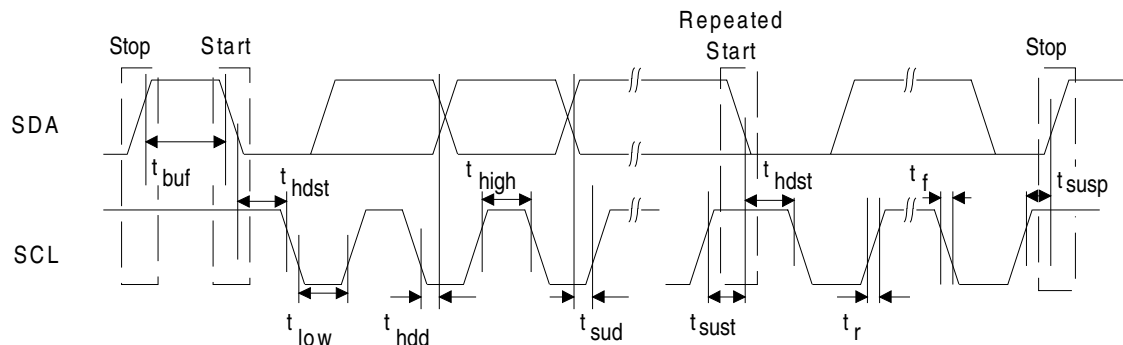 Repeated
Stop Start Start Stop
SDA
t buf t hdst t high t hdst t f t susp
SCL
t low t hdd t sud t sust t r